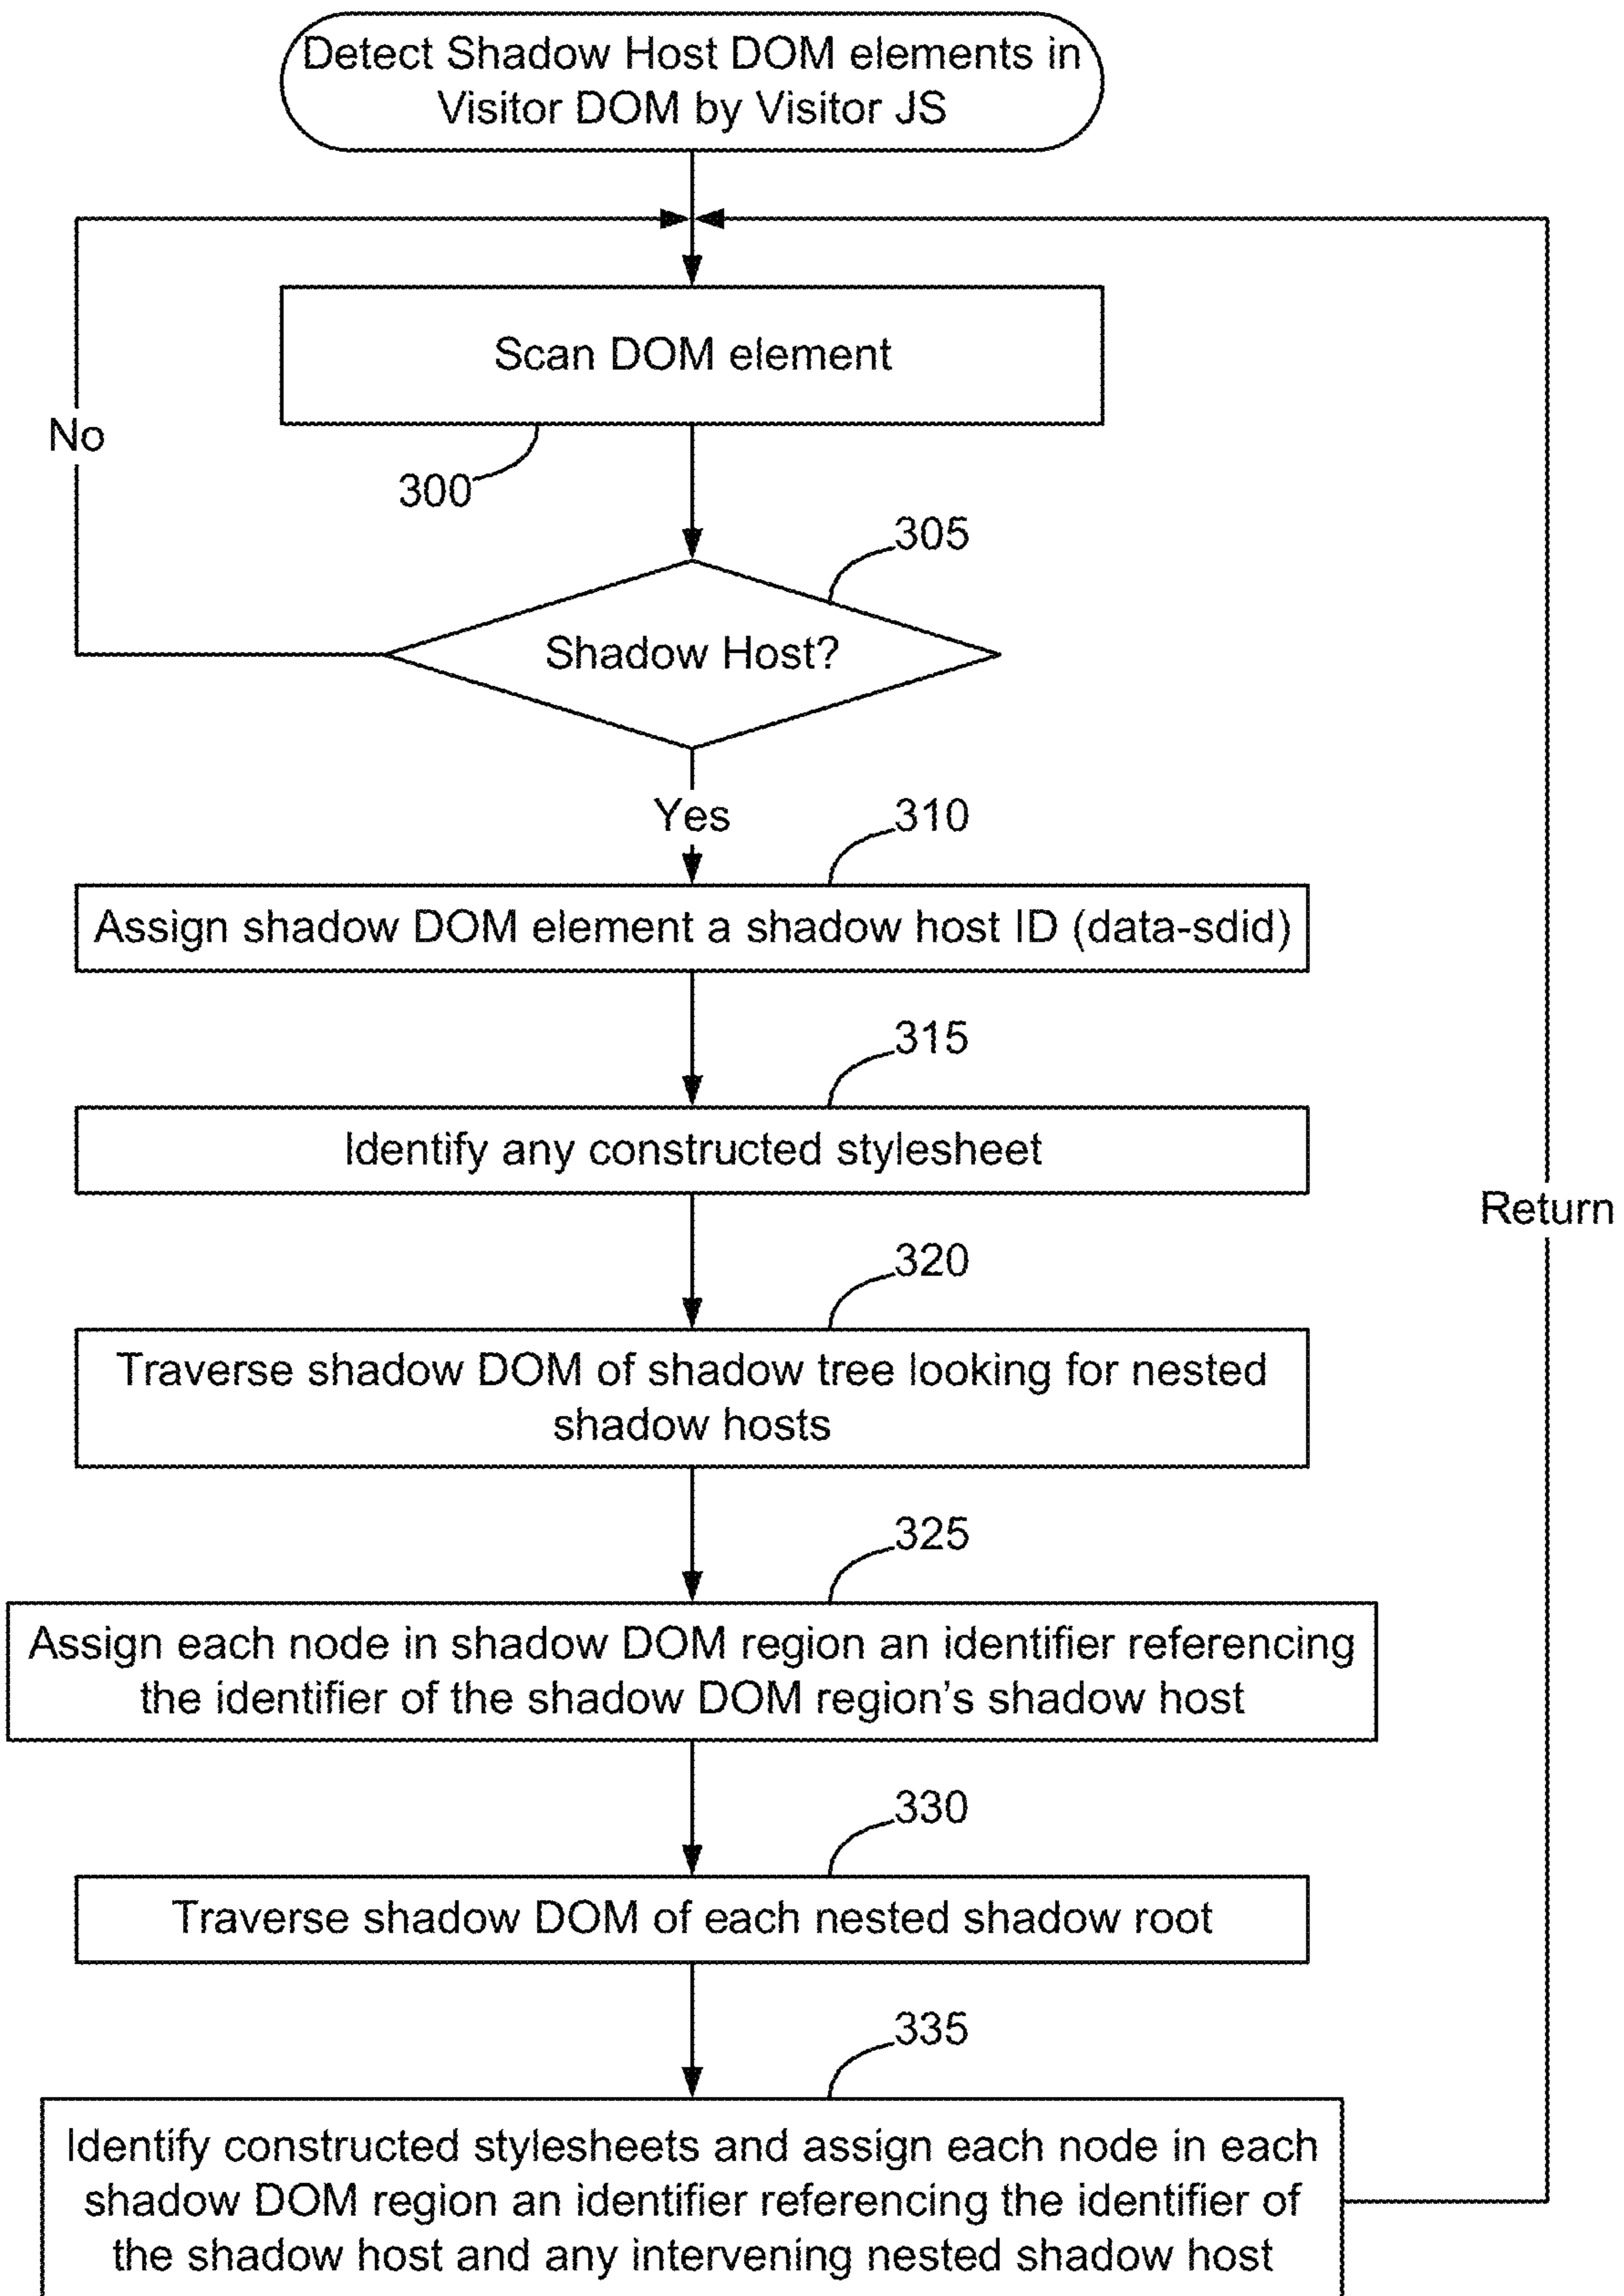 Detect Shadow Host DOM elements in
Visitor DOM by Visitor JS
Scan DOM element
No
300
305
Shadow Host?
Yes
310
Assign shadow DOM element a shadow host ID (data-sdid)
315
Identify any constructed stylesheet
Return
320
Traverse shadow DOM of shadow tree looking for nested
shadow hosts
325
Assign each node in shadow DOM region an identifier referencing
the identifier of the shadow DOM region's shadow host
330
Traverse shadow DOM of each nested shadow root
335
Identify constructed stylesheets and assign each node in each
shadow DOM region an identifier referencing the identifier of
the shadow host and any intervening nested shadow host